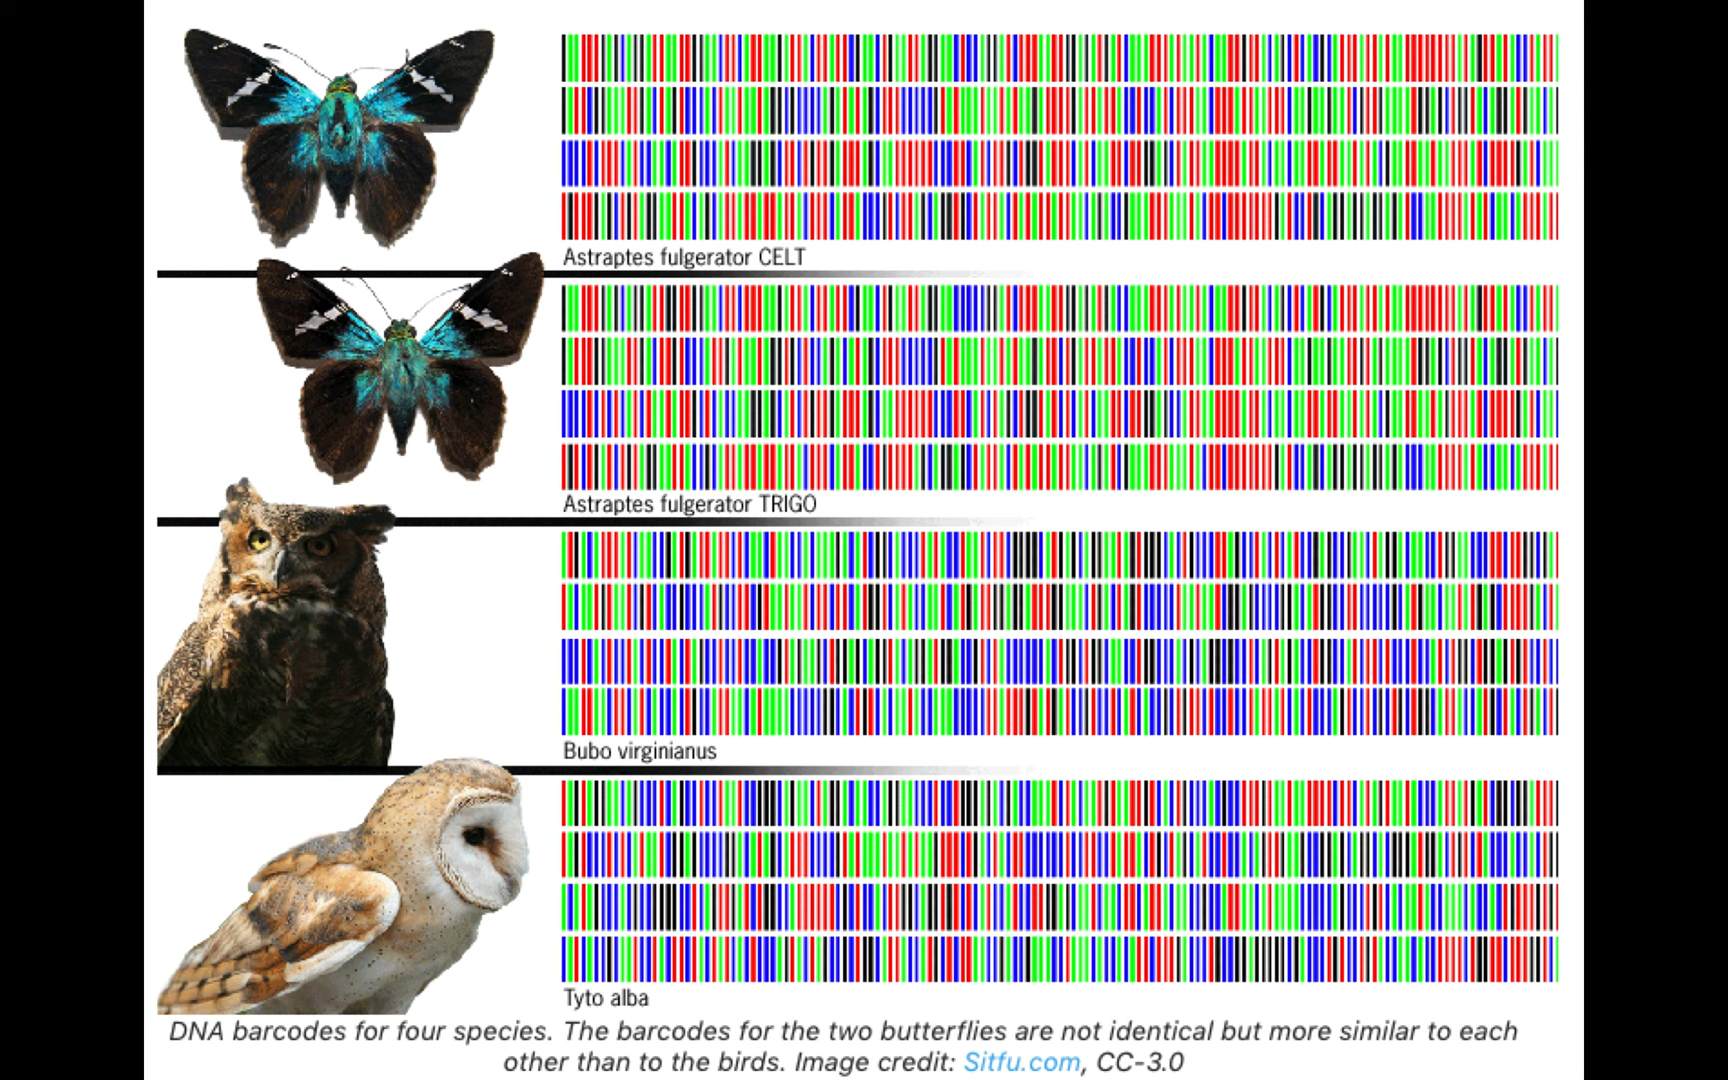 Astraptes fulgerator CELT
Astraptes fulgerator TRIGO
Bubo virginianus
Tyto alba
DNA barcodes for four species. The barcodes for the two butterflies are not identical but more similar to each
other than to the birds. Image credit: Sitfu.com, CC-3.0